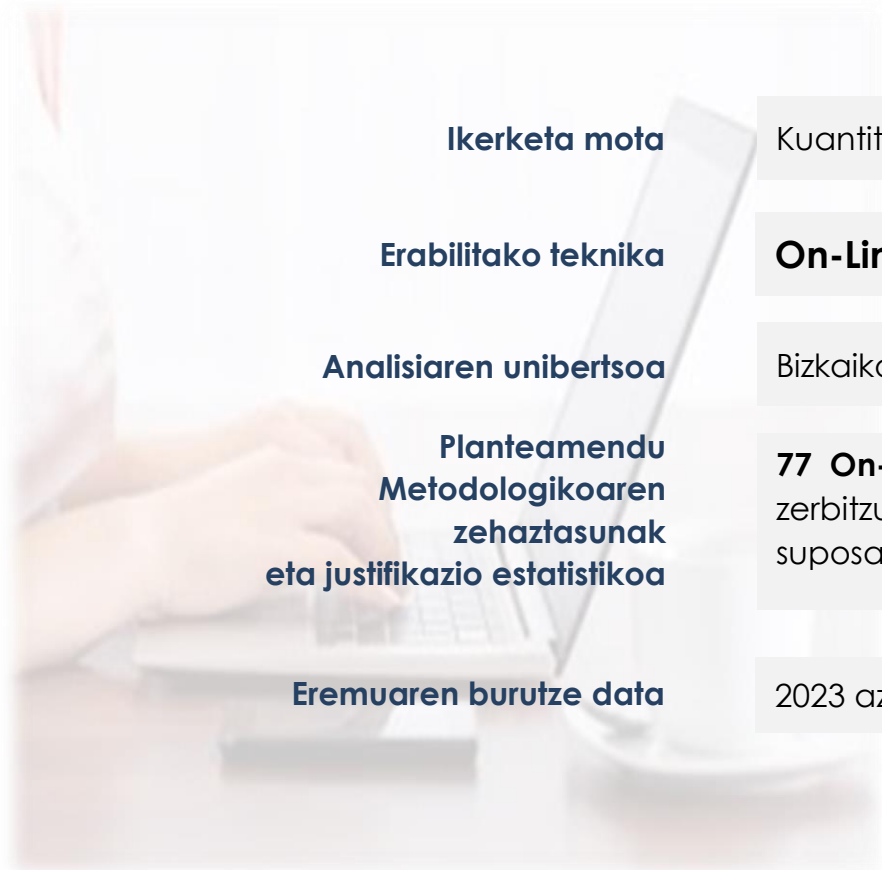 Ikerketa mota
Kuantit
Erabilitako teknika
On-Lin
Analisiaren unibertsoa
Bizkaiko
Planteamendu
Metodologikoaren
zehaztasunak
eta justifikazio estatistikoa
77 On-
zerbitzu
suposa
Eremuaren burutze data
2023 az